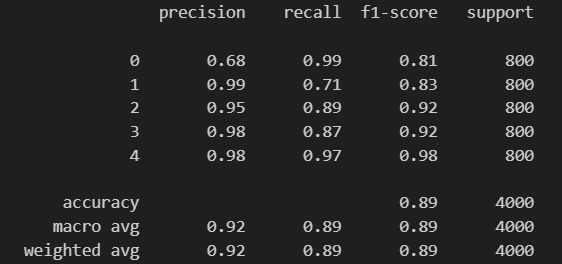 precision recall f1-score support
0 0.68 0.99 0.81 800
1 0.99 0.71 0.83 800
2 0.95 0.89 0.92 800
3 0.98 0.87 0.92 800
4 0.98 0.97 0.98 800
accuracy 0.89 4000
macro avg 0.92 0.89 0.89 4000
weighted avg 0.92 0.89 0.89 4000